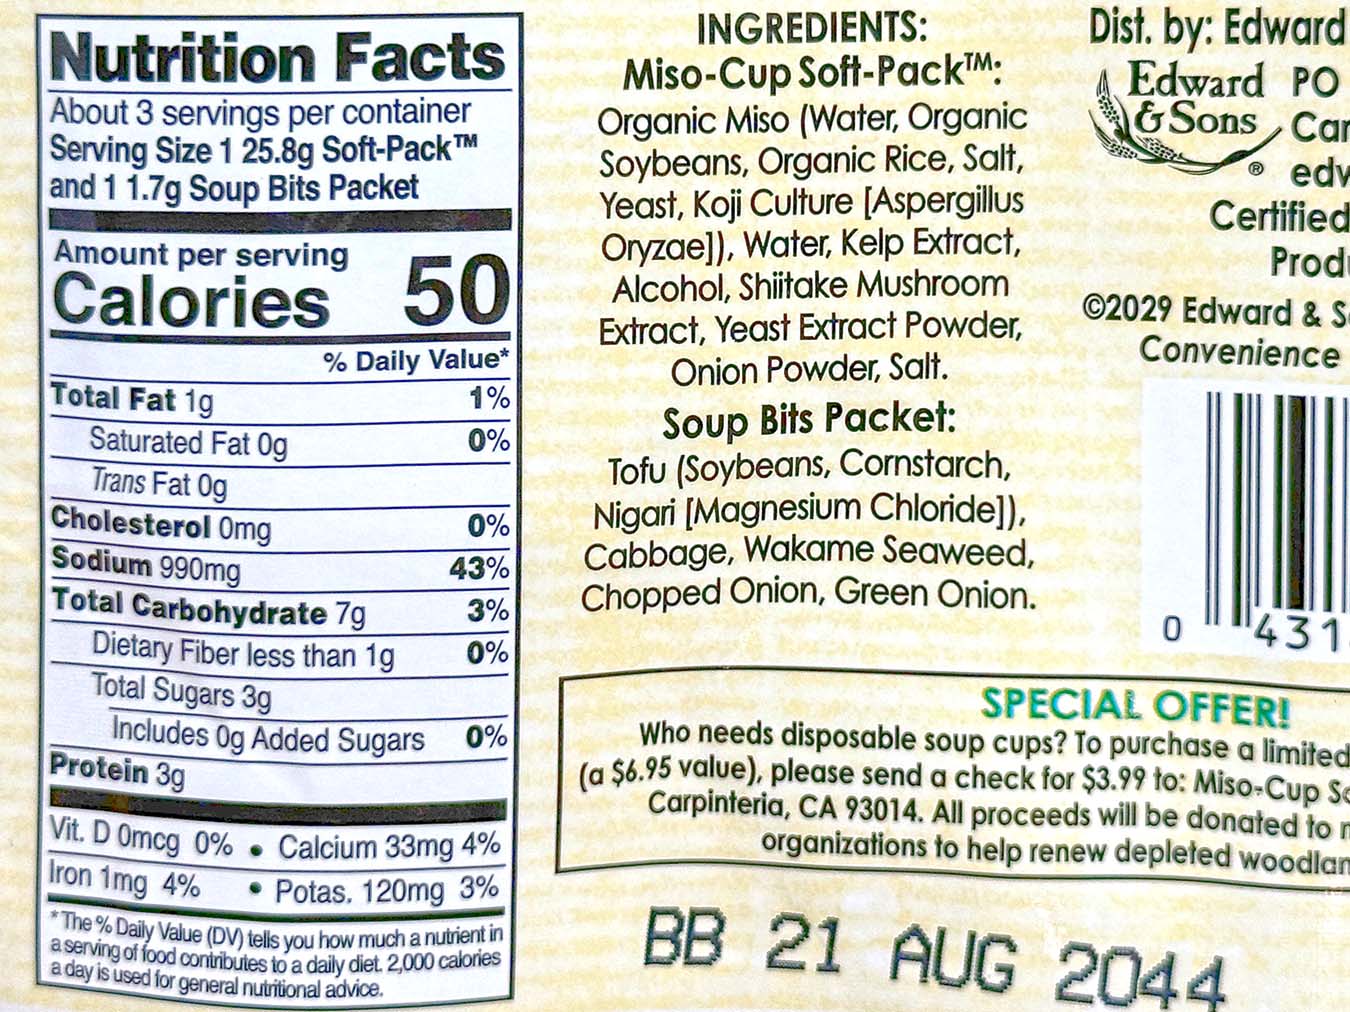 Nutrition Facts
About 3 servings per container
Serving Size 1 25.8g Soft-Pack™
and 1 1.7g Soup Bits Packet
Amount per serving
Calories 50
% Daily Value*
Total Fat 1g 1%
Saturated Fat 0g 0%
Trans Fat 0g
Cholesterol 0mg 0%
Sodium 990mg 43%
Total Carbohydrate 7g 3%
Dietary Fiber less than 1g 0%
Total Sugars 3g
Includes 0g Added Sugars 0%
Protein 3g
Vit. D 0mcg 0% • Calcium 33mg 4%
Iron 1mg 4% • Potas. 120mg 3%
*The % Daily Value (DV) tells you how much a nutrient in
a serving of food contributes to a daily diet. 2,000 calories
a day is used for general nutritional advice.
INGREDIENTS:
Miso-Cup Soft-Pack™:
Organic Miso (Water, Organic
Soybeans, Organic Rice, Salt,
Yeast, Koji Culture [Aspergillus
Oryzae]), Water, Kelp Extract,
Alcohol, Shiitake Mushroom
Extract, Yeast Extract Powder,
Onion Powder, Salt.
Soup Bits Packet:
Tofu (Soybeans, Cornstarch,
Nigari [Magnesium Chloride]),
Cabbage, Wakame Seaweed,
Chopped Onion, Green Onion.
Dist. by: Edward
Edward
& Sons ®
PO
Car
edw
Certified
Produ
©2029 Edward & S
Convenience
0 431
SPECIAL OFFER!
Who needs disposable soup cups? To purchase a limited
(a $6.95 value), please send a check for $3.99 to: Miso-Cup So
Carpinteria, CA 93014. All proceeds will be donated to
organizations to help renew depleted woodlan
BB 21 AUG 2044